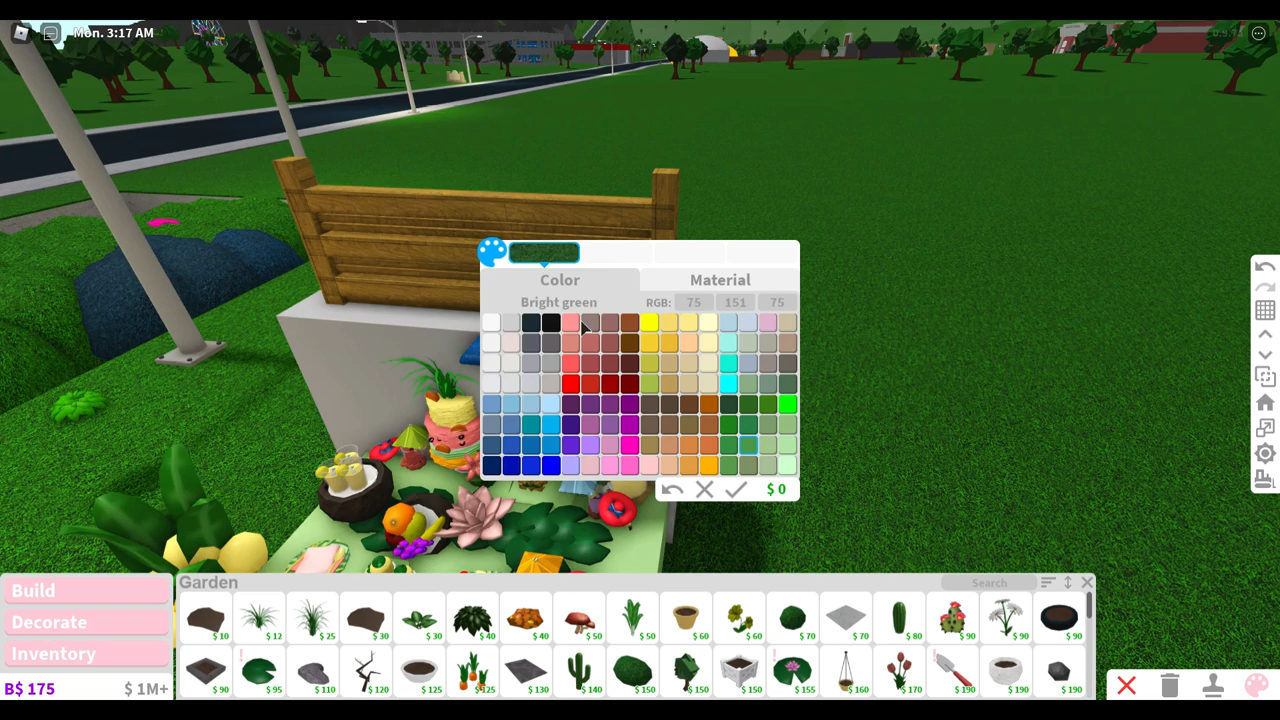 Mon. 3:17 AM
Color
Material
Bright green
RGB: 75 151 75
$ 0
Build
Decorate
Inventory
B$ 175
$ 1M+
Garden
Search
$ 10
$ 12
$ 25
$ 30
$ 30
$ 40
$ 40
$ 50
$ 50
$ 60
$ 60
$ 70
$ 70
$ 80
$ 90
$ 90
$ 90
$ 90
$ 95
$ 110
$ 120
$ 125
$ 125
$ 130
$ 140
$ 150
$ 150
$ 150
$ 155
$ 160
$ 170
$ 190
$ 190
$ 190